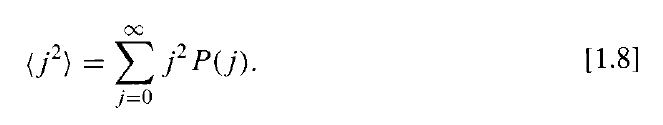 ⟨j²⟩ = ∑_{j=0}^{∞} j² P(j). [1.8]